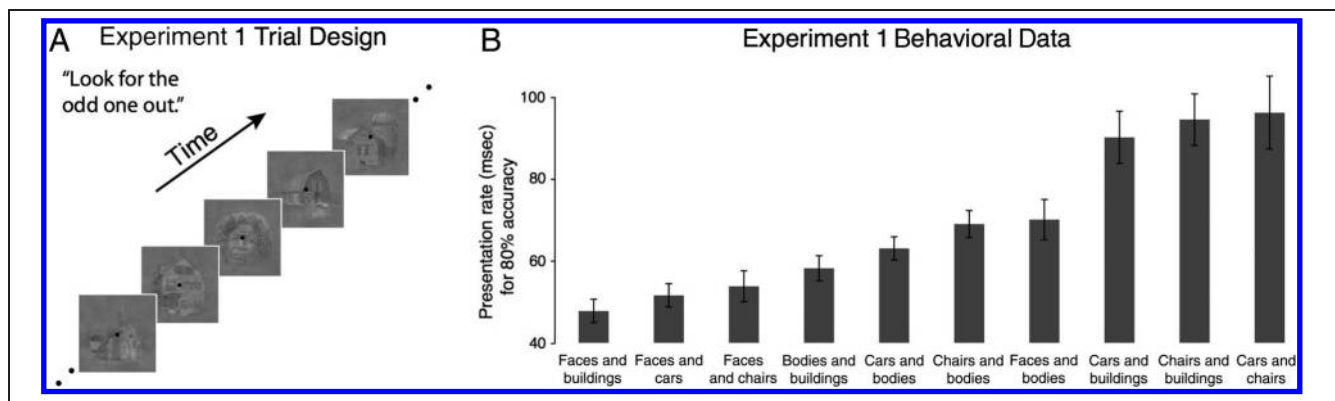 A Experiment 1 Trial Design
"Look for the
odd one out."
Time
B Experiment 1 Behavioral Data
Presentation rate (msec)
for 80% accuracy
100
80
60
40
Faces and
buildings
Faces and
cars
Faces
and chairs
Bodies and
buildings
Cars and
bodies
Chairs and
bodies
Faces and
bodies
Cars and
buildings
Chairs and
buildings
Cars and
chairs